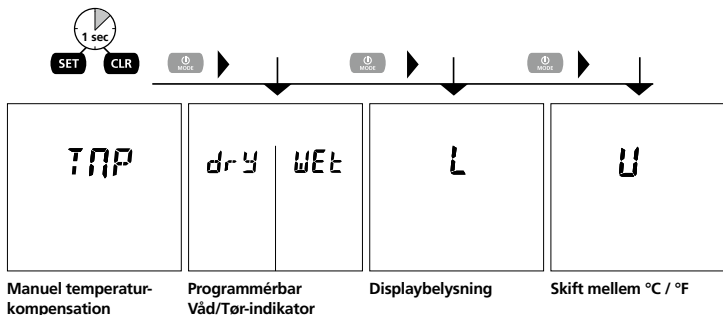 1 sec
SET CLR MODE MODE MODE
TMP dry WEt L U
Manuel temperatur-
kompensation
Programmérbar
Våd/Tør-indikator
Displaybelysning
Skift mellem °C / °F